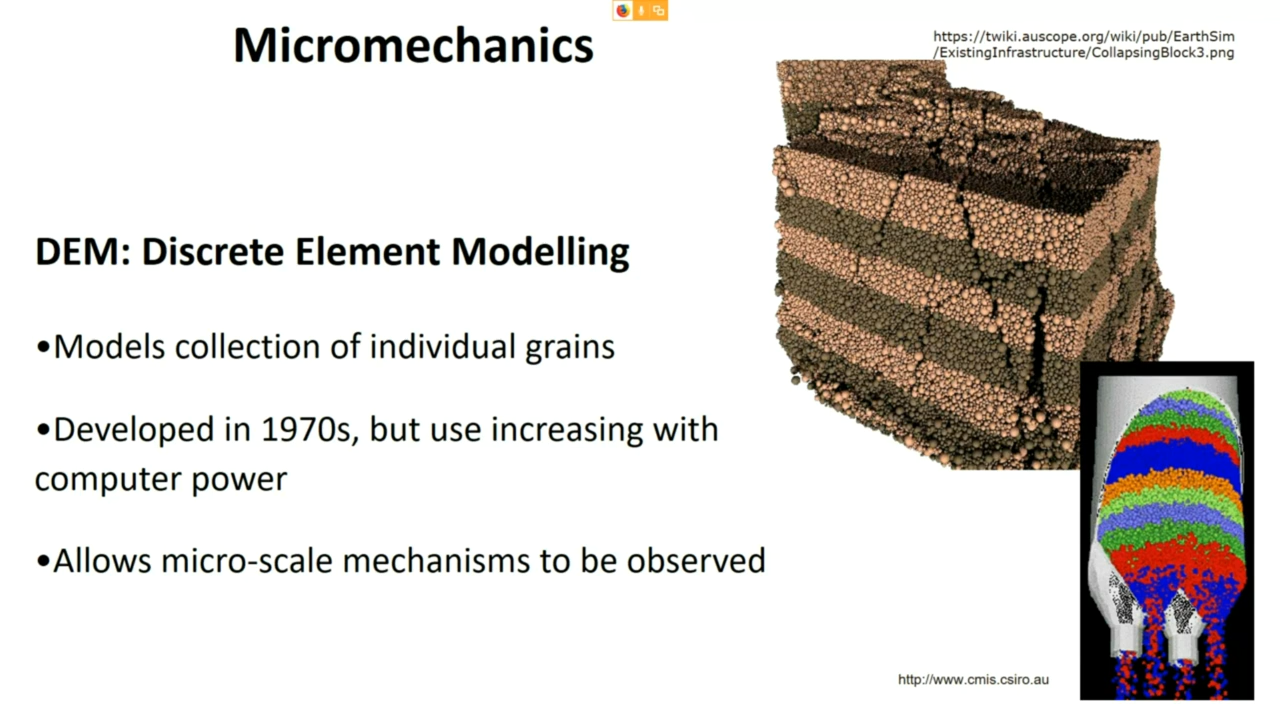 Micromechanics
https://twiki.auscope.org/wiki/pub/EarthSim
/ExistingInfrastructure/CollapsingBlock3.png
DEM: Discrete Element Modelling
•Models collection of individual grains
•Developed in 1970s, but use increasing with
computer power
•Allows micro-scale mechanisms to be observed
http://www.cmis.csiro.au